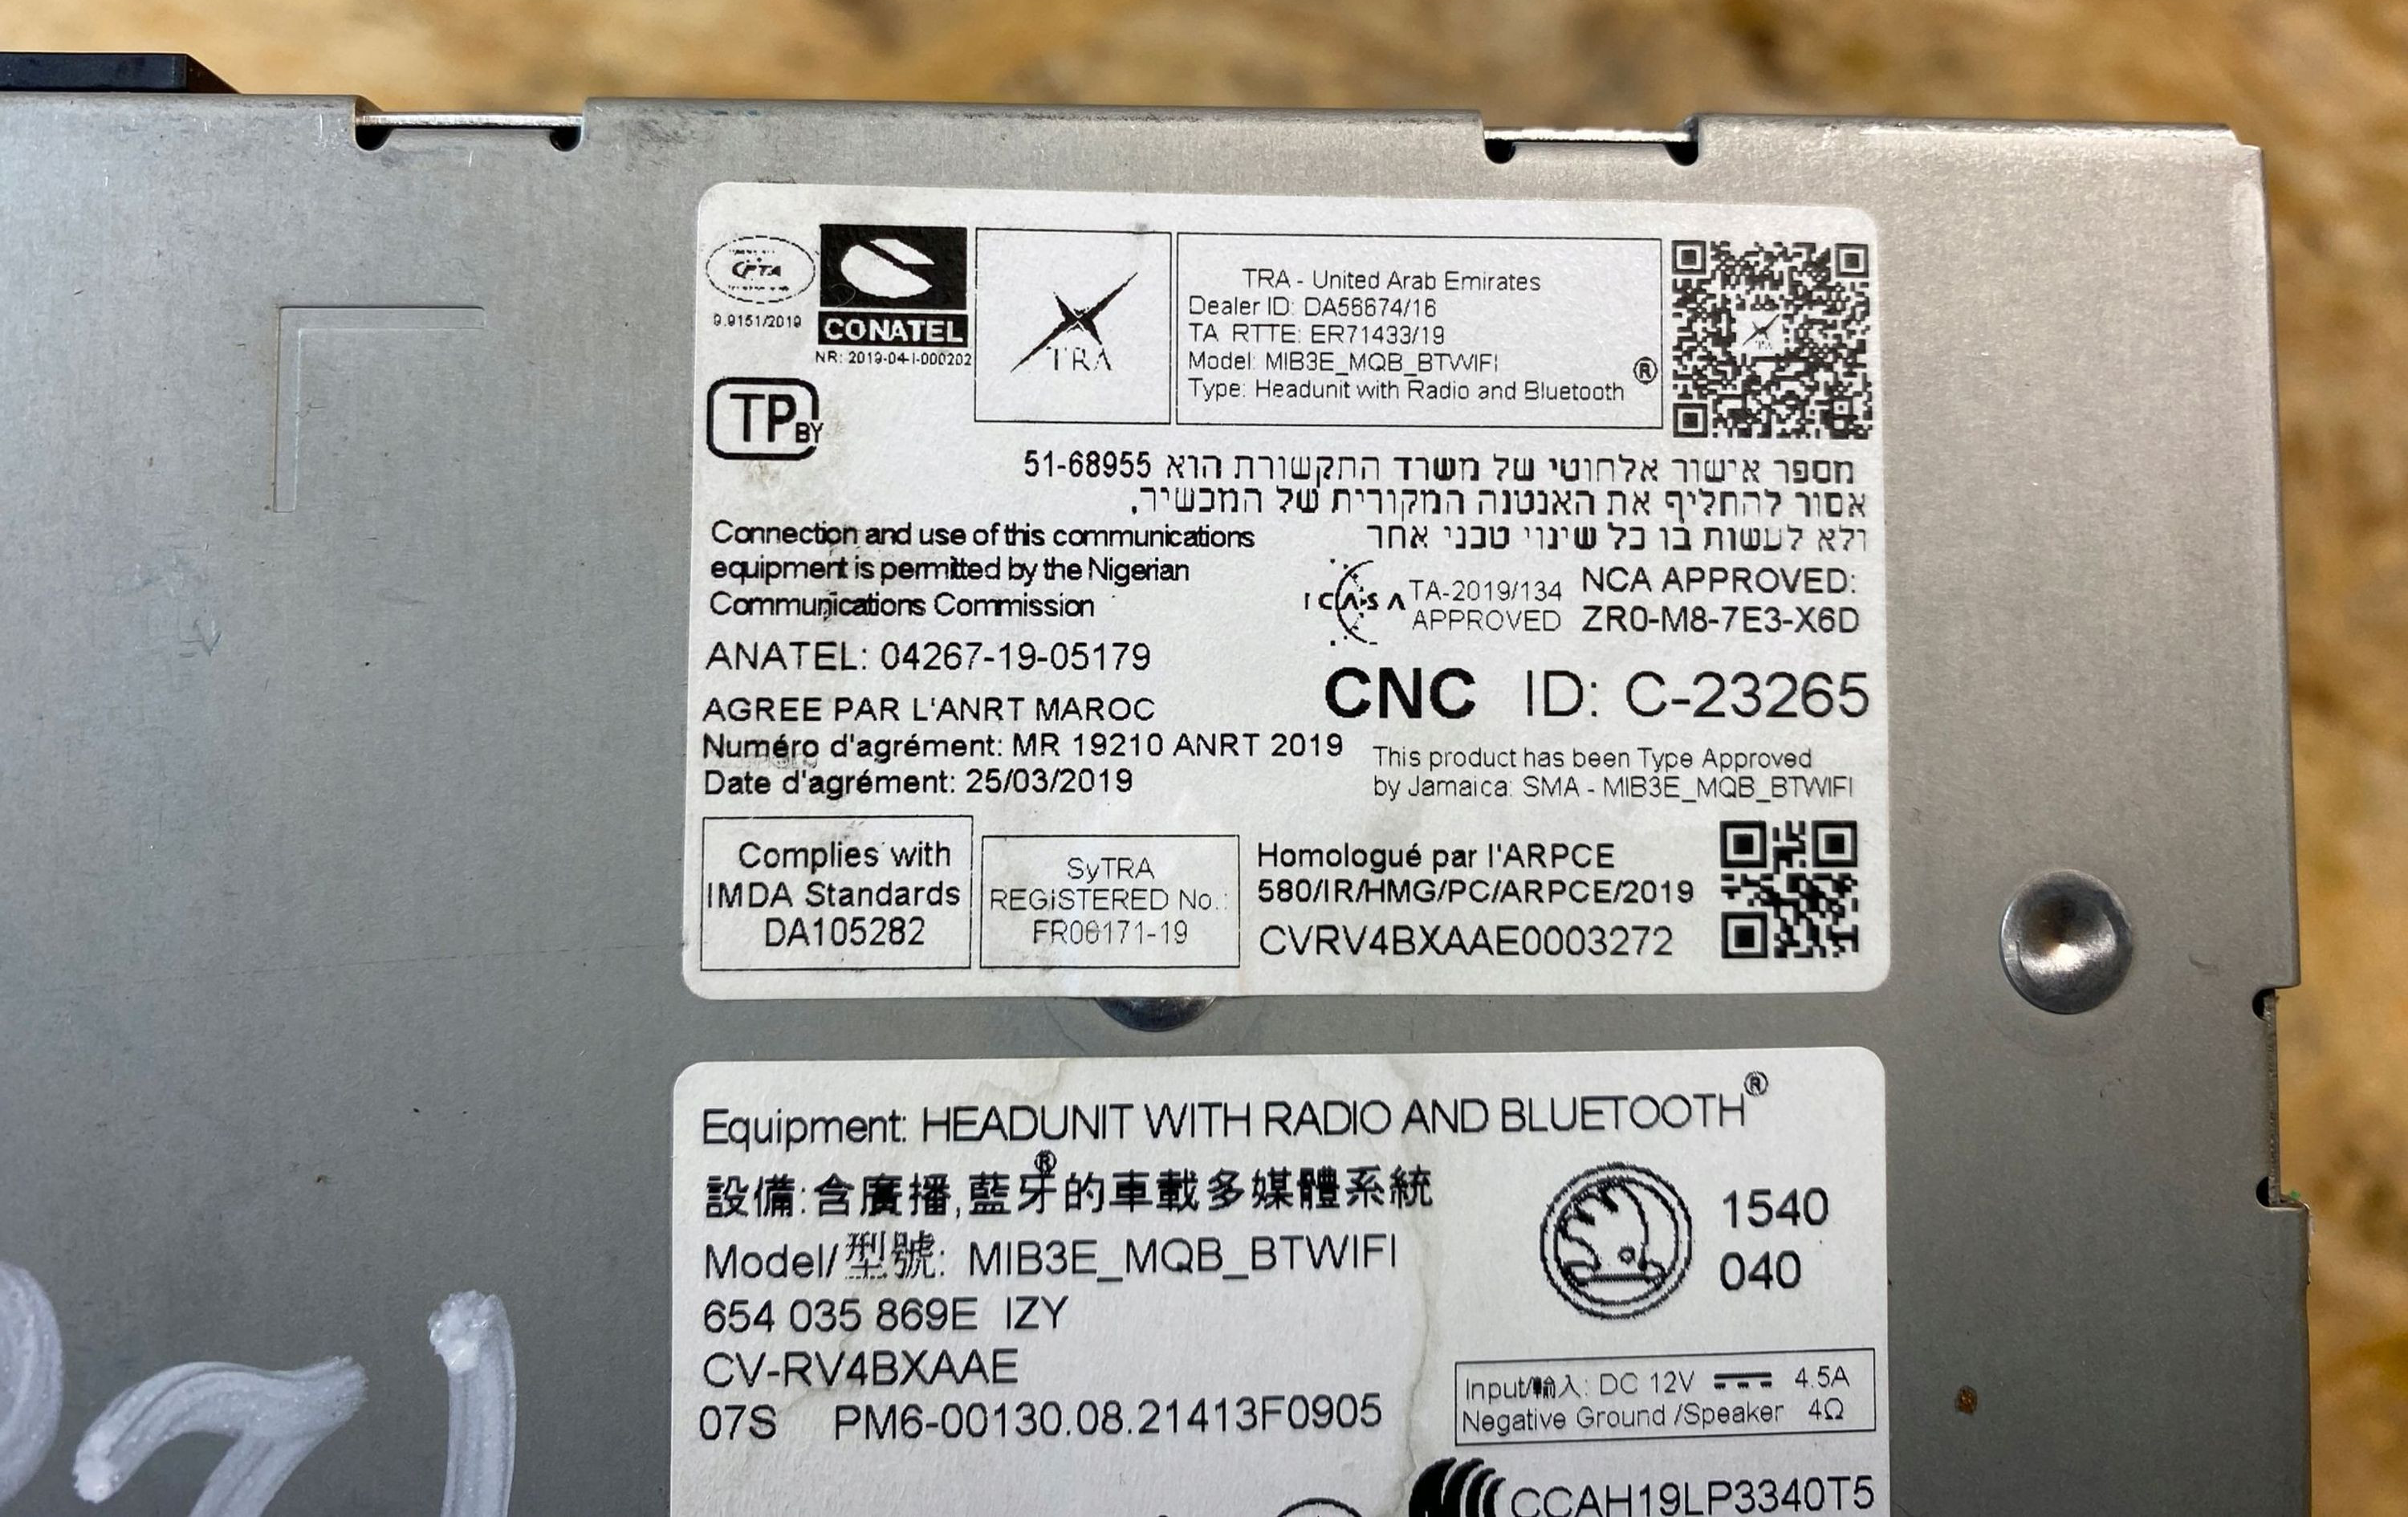 PTA
9.9151/2019
CONATEL
NR: 2019-04-I-000202
TRA
TRA - United Arab Emirates
Dealer ID: DA56674/16
TA RTTE: ER71433/19
Model: MIB3E_MQB_BTWIFI
Type: Headunit with Radio and Bluetooth ®
TP BY
מספר אישור אלחוטי של משרד התקשורת הוא 51-68955
אסור להחליף את האנטנה המקורית של המכשיר,
ולא לעשות בו כל שינוי טכני אחר
Connection and use of this communications
equipment is permitted by the Nigerian
Communications Commission
ICASA TA-2019/134
APPROVED
NCA APPROVED:
ZR0-M8-7E3-X6D
ANATEL: 04267-19-05179
CNC ID: C-23265
AGREE PAR L'ANRT MAROC
Numéro d'agrément: MR 19210 ANRT 2019
Date d'agrément: 25/03/2019
This product has been Type Approved
by Jamaica: SMA - MIB3E_MQB_BTWIFI
Complies with
IMDA Standards
DA105282
SyTRA
REGISTERED No.:
FR06171-19
Homologué par l'ARPCE
580/IR/HMG/PC/ARPCE/2019
CVRV4BXAAE0003272
Equipment: HEADUNIT WITH RADIO AND BLUETOOTH®
設備:含廣播,藍牙®的車載多媒體系統
Model/型號: MIB3E_MQB_BTWIFI
654 035 869E IZY
CV-RV4BXAAE
07S PM6-00130.08.21413F0905
1540
040
Input/輸入: DC 12V 4.5A
Negative Ground /Speaker 4Ω
CCAH19LP3340T5